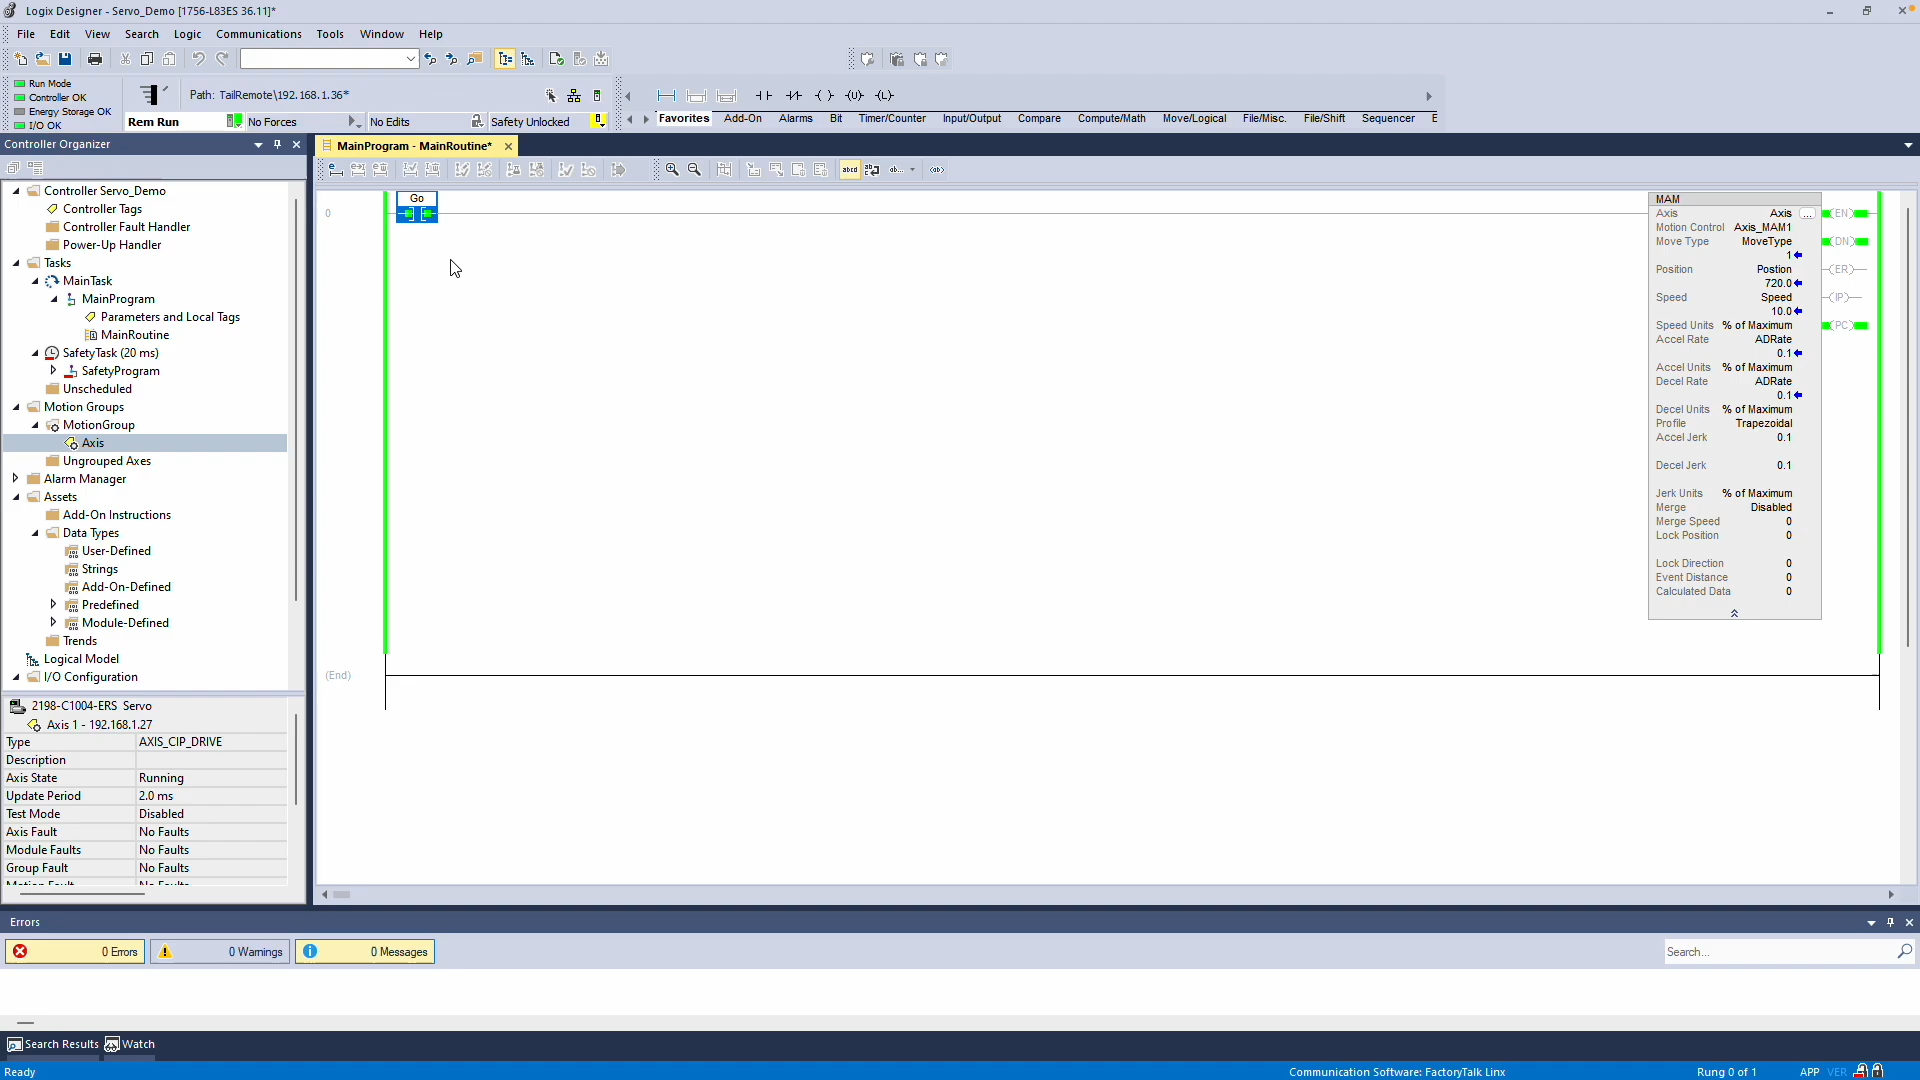 Logix Designer - Servo_Demo [1756-L83ES 36.11]*
File Edit View Search Logic Communications Tools Window Help
Run Mode
Controller OK
Energy Storage OK
I/O OK
Path: TailRemote\192.168.1.36*
Rem Run No Forces No Edits Safety Unlocked
Favorites Add-On Alarms Bit Timer/Counter Input/Output Compare Compute/Math Move/Logical File/Misc. File/Shift Sequencer E
Controller Organizer
MainProgram - MainRoutine*
Controller Servo_Demo
Controller Tags
Controller Fault Handler
Power-Up Handler
Tasks
MainTask
MainProgram
Parameters and Local Tags
MainRoutine
SafetyTask (20 ms)
SafetyProgram
Unscheduled
Motion Groups
MotionGroup
Axis
Ungrouped Axes
Alarm Manager
Assets
Add-On Instructions
Data Types
User-Defined
Strings
Add-On-Defined
Predefined
Module-Defined
Trends
Logical Model
I/O Configuration
2198-C1004-ERS Servo
Axis 1 - 192.168.1.27
Type AXIS_CIP_DRIVE
Description
Axis State Running
Update Period 2.0 ms
Test Mode Disabled
Axis Fault No Faults
Module Faults No Faults
Group Fault No Faults
Motion Fault No Faults
0
Go
MAM
Axis Axis ... (EN)
Motion Control Axis_MAM1
Move Type MoveType (DN)
1
Position Postion (ER)
720.0
Speed Speed (IP)
10.0
Speed Units % of Maximum (PC)
Accel Rate ADRate
0.1
Accel Units % of Maximum
Decel Rate ADRate
0.1
Decel Units % of Maximum
Profile Trapezoidal
Accel Jerk 0.1
Decel Jerk 0.1
Jerk Units % of Maximum
Merge Disabled
Merge Speed 0
Lock Position 0
Lock Direction 0
Event Distance 0
Calculated Data 0
(End)
Errors
0 Errors 0 Warnings 0 Messages
Search...
Search Results Watch
Ready
Communication Software: FactoryTalk Linx
Rung 0 of 1
APP VER